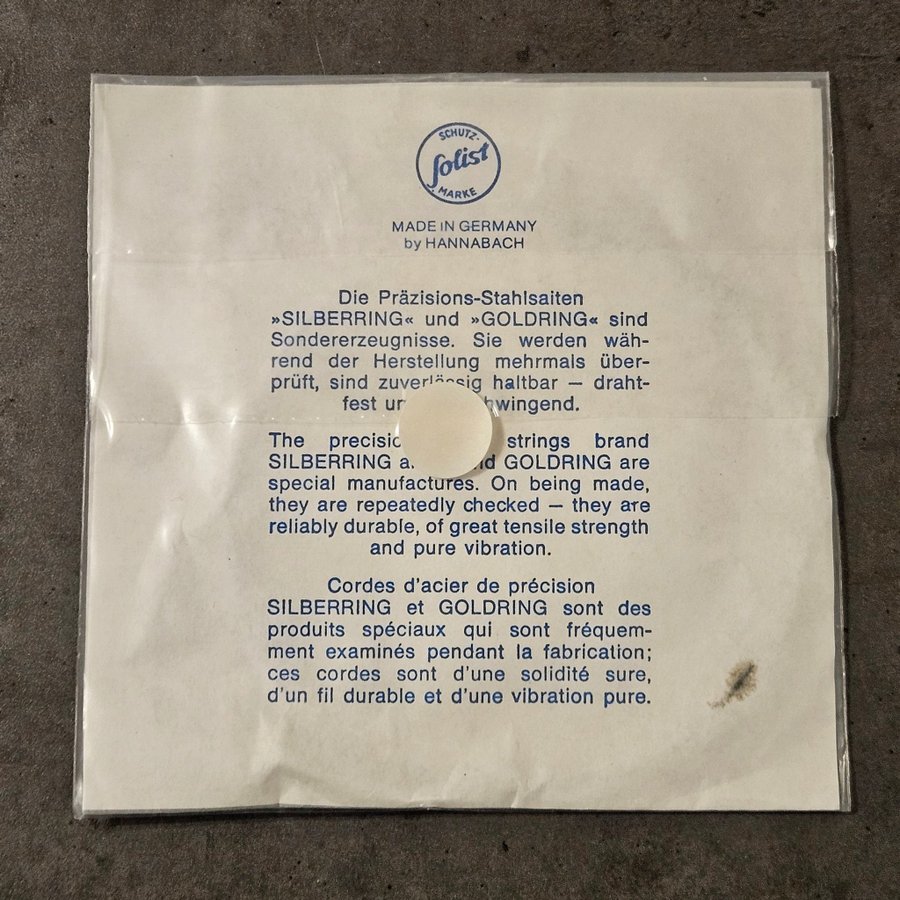 SCHUTZ-
Solist
MARKE
MADE IN GERMANY
by HANNABACH
Die Präzisions-Stahlsaiten
»SILBERRING« und »GOLDRING« sind
Sondererzeugnisse. Sie werden wäh-
rend der Herstellung mehrmals über-
prüft, sind zuverlässig haltbar — draht-
fest
The strings brand
SILBERRING GOLDRING are
special manufactures. On being made,
they are repeatedly checked — they are
reliably durable, of great tensile strength
and pure vibration.
Cordes d'acier de précision
SILBERRING et GOLDRING sont des
produits spéciaux qui sont fréquem-
ment examinés pendant la fabrication;
ces cordes sont d'une solidité sure,
d'un fil durable et d'une vibration pure.